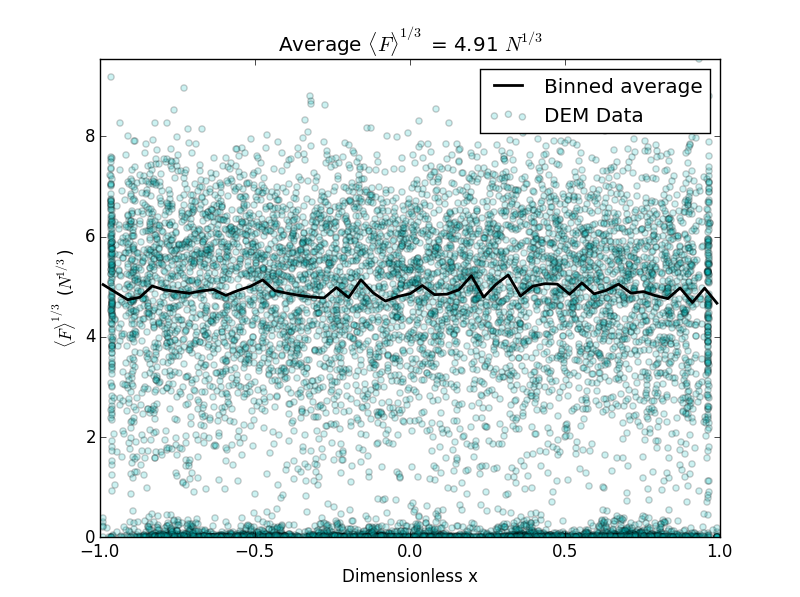 Average ⟨F⟩^{1/3} = 4.91 N^{1/3}
Binned average
DEM Data
⟨F⟩^{1/3} (N^{1/3})
8
6
4
2
0
−1.0 −0.5 0.0 0.5 1.0
Dimensionless x